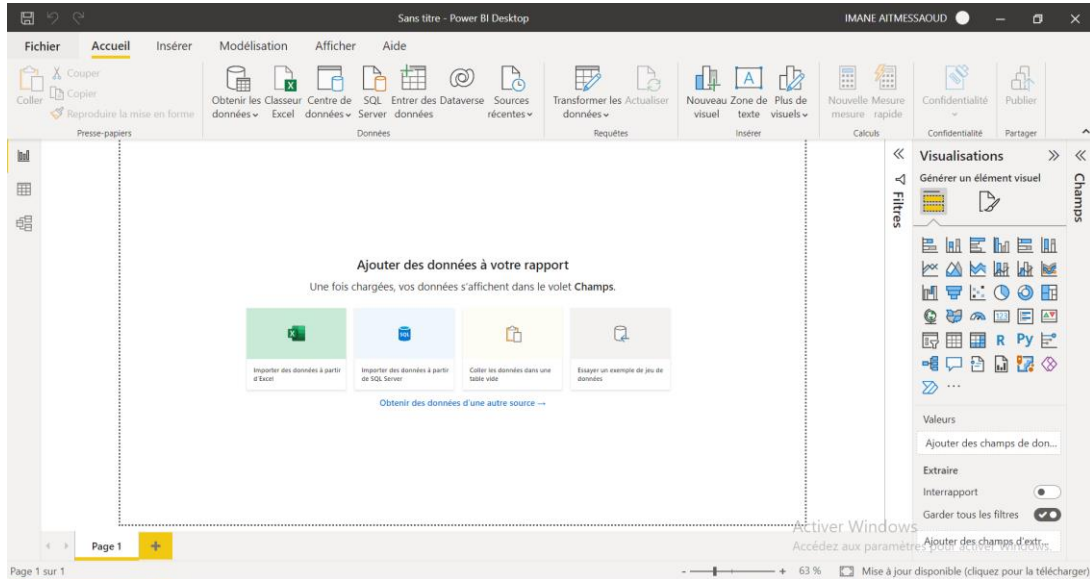 Sans titre - Power BI Desktop
IMANE AITMESSAOUD
Fichier Accueil Insérer Modélisation Afficher Aide
Coller
Couper
Copier
Reproduire la mise en forme
Presse-papiers
Obtenir les données
Classeur Excel
Centre de données
SQL Server
Entrer des données
Dataverse
Sources récentes
Données
Transformer les données
Actualiser
Requêtes
Nouveau visuel
Zone de texte
Plus de visuels
Insérer
Nouvelle mesure
Mesure rapide
Calculs
Confidentialité
Confidentialité
Publier
Partager
Ajouter des données à votre rapport
Une fois chargées, vos données s'affichent dans le volet Champs.
SQL
Importer des données à partir d'Excel
Importer des données à partir de SQL Server
Coller les données dans une table vide
Essayer un exemple de jeu de données
Obtenir des données d'une autre source →
Filtres
Visualisations
Générer un élément visuel
123
R Py
Valeurs
Ajouter des champs de don...
Extraire
Interrapport
Garder tous les filtres
Ajouter des champs d'extr...
Champs
Activer Windows
Accédez aux paramètres pour activer Windows.
Page 1
Page 1 sur 1
63 %
Mise à jour disponible (cliquez pour la télécharger)